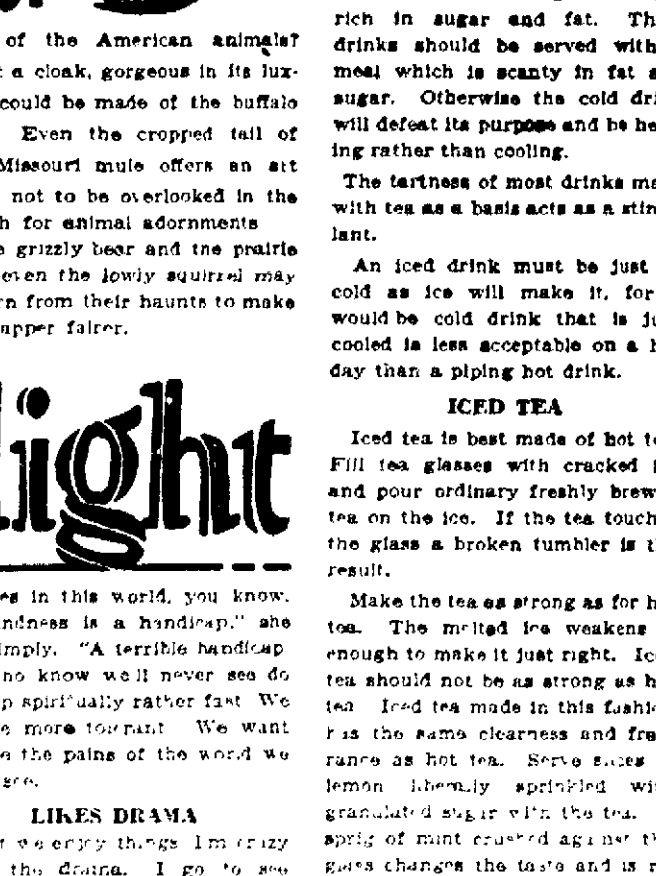 of the American animals?
a cloak, gorgeous in its lux-
could be made of the buffalo
Even the cropped tail of
Missouri mule offers an art
not to be overlooked in the
for animal adornments
grizzly bear and the prairie
even the lowly squirrel may
from their haunts to make
fairer.
light
in this world, you know.
is a handicap," she
"A terrible handicap
know we'll never see do
spiritually rather fast We
more tolerant We want
the pains of the world we
see.
LIKES DRAMA
we enjoy things I'm crazy
the drama. I go to see
rich in sugar and fat. Th
drinks should be served with
meal which is scanty in fat a
sugar. Otherwise the cold dri
will defeat its purpose and be he
ing rather than cooling.
The tartness of most drinks ma
with tea as a basis acts as a stim
lant.
An iced drink must be just
cold as ice will make it, for
would be cold drink that is ju
cooled is less acceptable on a h
day than a piping hot drink.
ICED TEA
Iced tea is best made of hot te
Fill tea glasses with cracked i
and pour ordinary freshly brew
tea on the ice. If the tea touch
the glass a broken tumbler is th
result.
Make the tea as strong as for h
tea. The melted ice weakens
enough to make it just right. Ice
tea should not be as strong as h
tea Iced tea made in this fashio
has the same clearness and fra
rance as hot tea. Serve slices
lemon liberally sprinkled wi
granulated sugar with the tea.
sprig of mint crushed against th
glass changes the taste and is